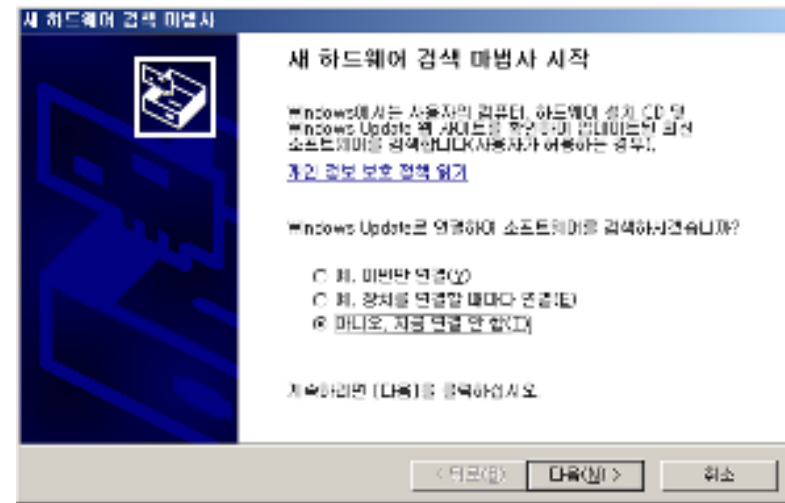 새 하드웨어 검색 마법사
새 하드웨어 검색 마법사 시작
Windows에서는 사용자의 컴퓨터, 하드웨어 설치 CD 및
Windows Update 웹 사이트를 확인하여 업데이트된 최신
소프트웨어를 검색합니다(사용자가 허용하는 경우).
개인 정보 보호 정책 읽기
Windows Update로 연결하여 소프트웨어를 검색하시겠습니까?
예, 이번만 연결(Y)
예, 장치를 연결할 때마다 연결(E)
아니오, 지금 연결 안 함(T)
계속하려면 [다음]을 클릭하십시오.
< 뒤로(B)
다음(N) >
취소